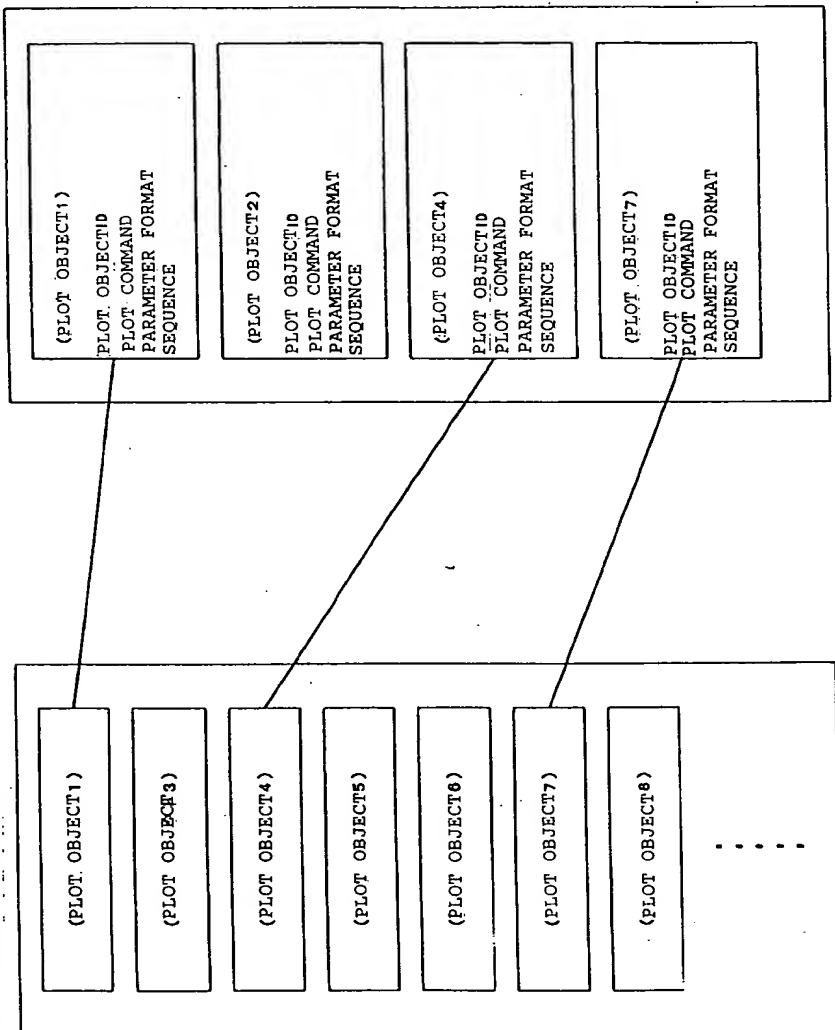 (PLOT OBJECT1)
PLOT OBJECTID
PLOT COMMAND
PARAMETER FORMAT
SEQUENCE
(PLOT OBJECT2)
PLOT OBJECTID
PLOT COMMAND
PARAMETER FORMAT
SEQUENCE
(PLOT OBJECT4)
PLOT OBJECTID
PLOT COMMAND
PARAMETER FORMAT
SEQUENCE
(PLOT OBJECT7)
PLOT OBJECTID
PLOT COMMAND
PARAMETER FORMAT
SEQUENCE
(PLOT OBJECT1)
(PLOT OBJECT3)
(PLOT OBJECT4)
(PLOT OBJECT5)
(PLOT OBJECT6)
(PLOT OBJECT7)
(PLOT OBJECT8)